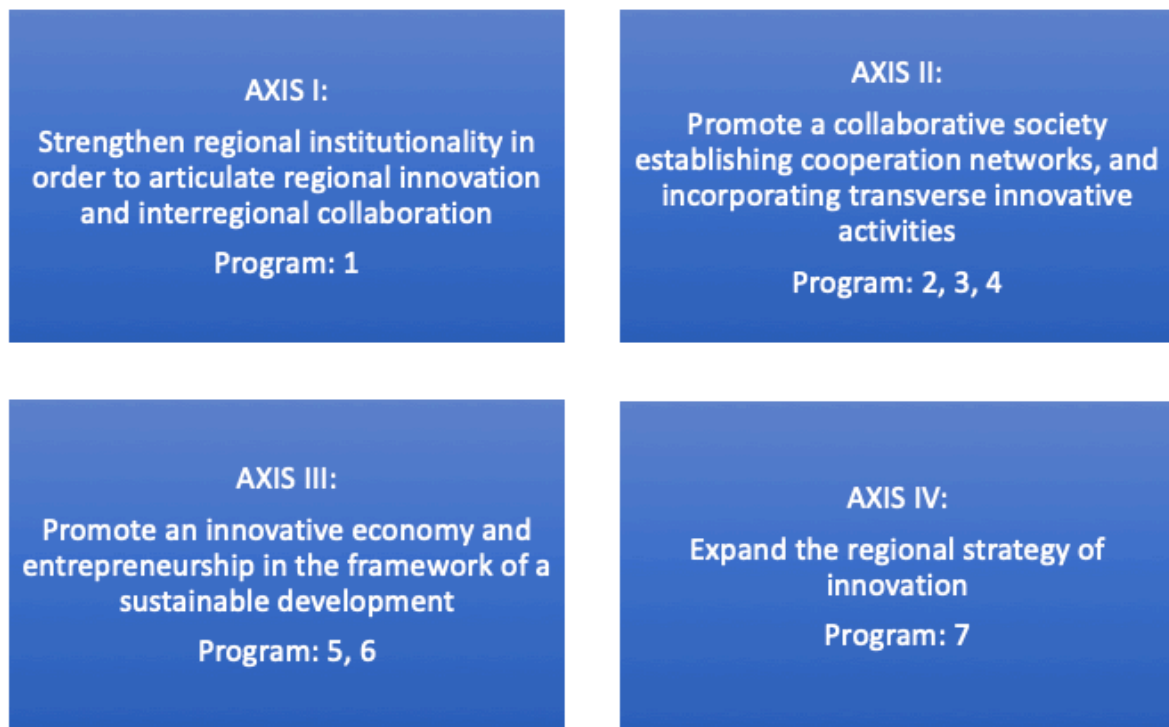 AXIS I:
Strengthen regional institutionality in
order to articulate regional innovation
and interregional collaboration
Program: 1
AXIS II:
Promote a collaborative society
establishing cooperation networks, and
incorporating transverse innovative
activities
Program: 2, 3, 4
AXIS III:
Promote an innovative economy and
entrepreneurship in the framework of a
sustainable development
Program: 5, 6
AXIS IV:
Expand the regional strategy of
innovation
Program: 7